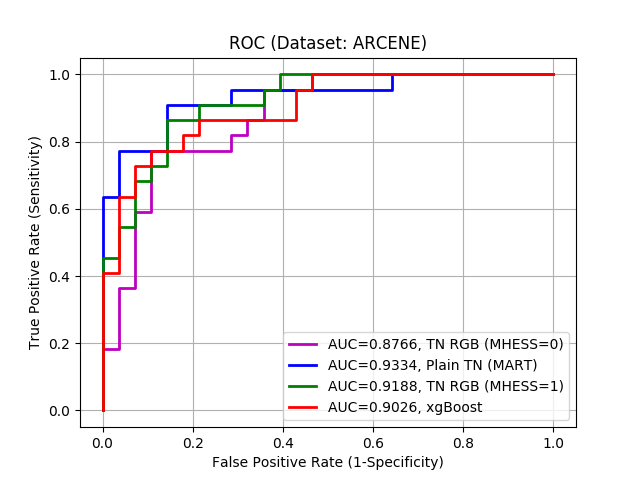 ROC (Dataset: ARCENE)
True Positive Rate (Sensitivity)
1.0
0.8
0.6
0.4
0.2
0.0
AUC=0.8766, TN RGB (MHESS=0)
AUC=0.9334, Plain TN (MART)
AUC=0.9188, TN RGB (MHESS=1)
AUC=0.9026, xgBoost
0.0 0.2 0.4 0.6 0.8 1.0
False Positive Rate (1-Specificity)